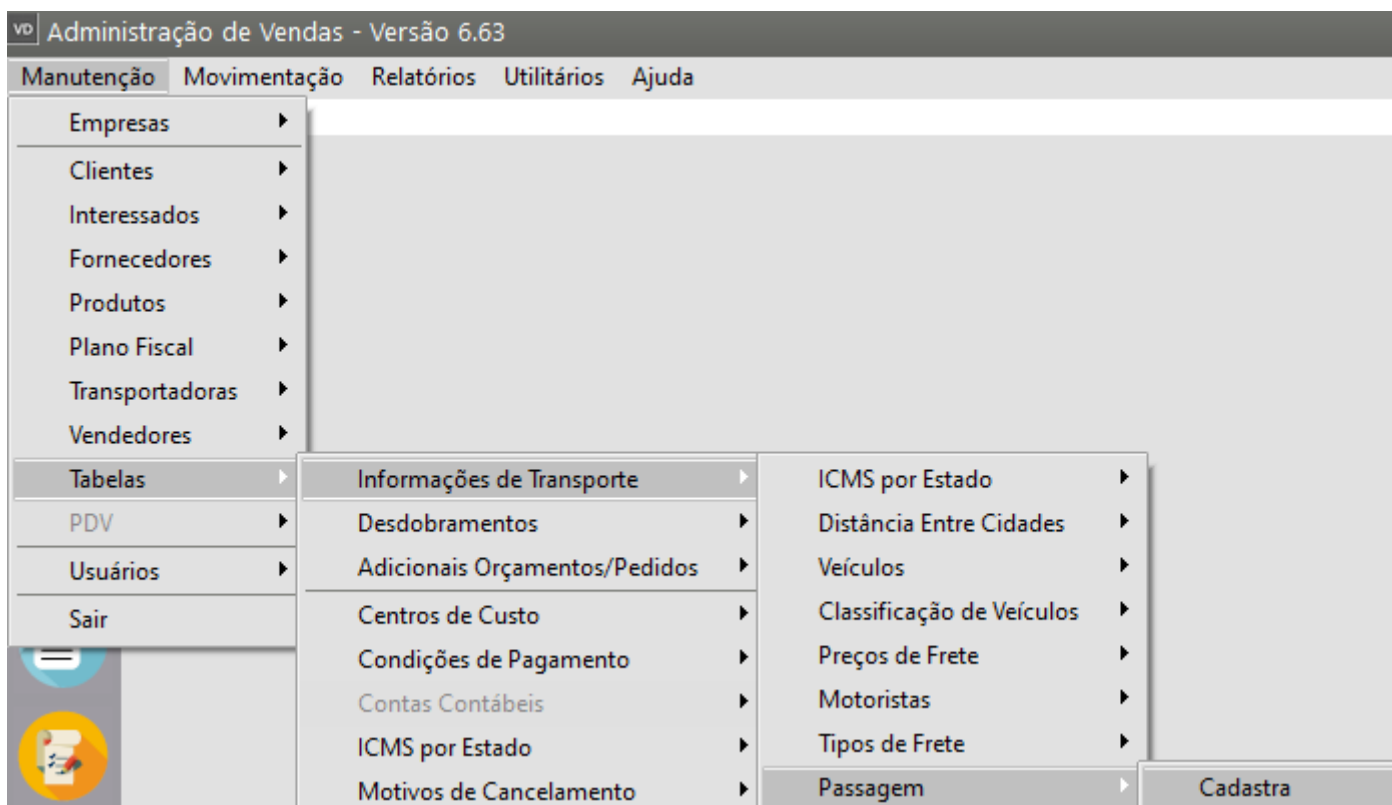 VD Administração de Vendas - Versão 6.63
Manutenção Movimentação Relatórios Utilitários Ajuda
Empresas
Clientes
Interessados
Fornecedores
Produtos
Plano Fiscal
Transportadoras
Vendedores
Tabelas
PDV
Usuários
Sair
Informações de Transporte
Desdobramentos
Adicionais Orçamentos/Pedidos
Centros de Custo
Condições de Pagamento
Contas Contábeis
ICMS por Estado
Motivos de Cancelamento
ICMS por Estado
Distância Entre Cidades
Veículos
Classificação de Veículos
Preços de Frete
Motoristas
Tipos de Frete
Passagem
Cadastra